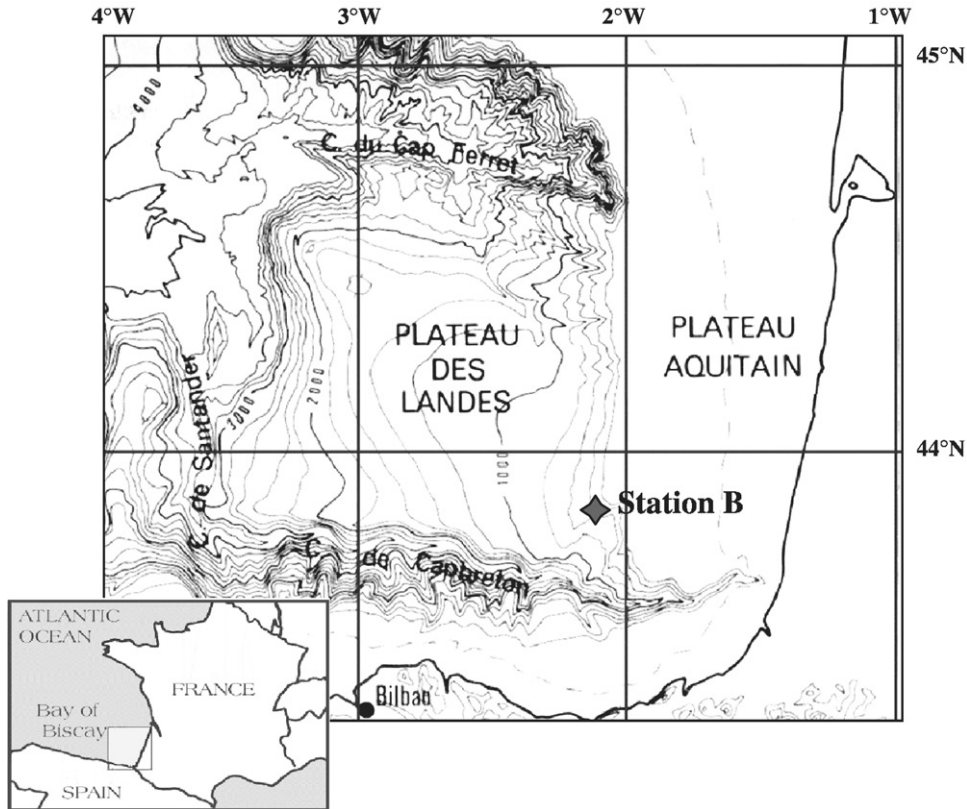 4°W
3°W
2°W
1°W
45°N
4000
C. du Cap Ferret
PLATEAU
DES
LANDES
PLATEAU
AQUITAIN
C. de Santander
3000
2000
1000
44°N
Station B
C. de Capbreton
ATLANTIC
OCEAN
FRANCE
Bay of
Biscay
SPAIN
Bilbao